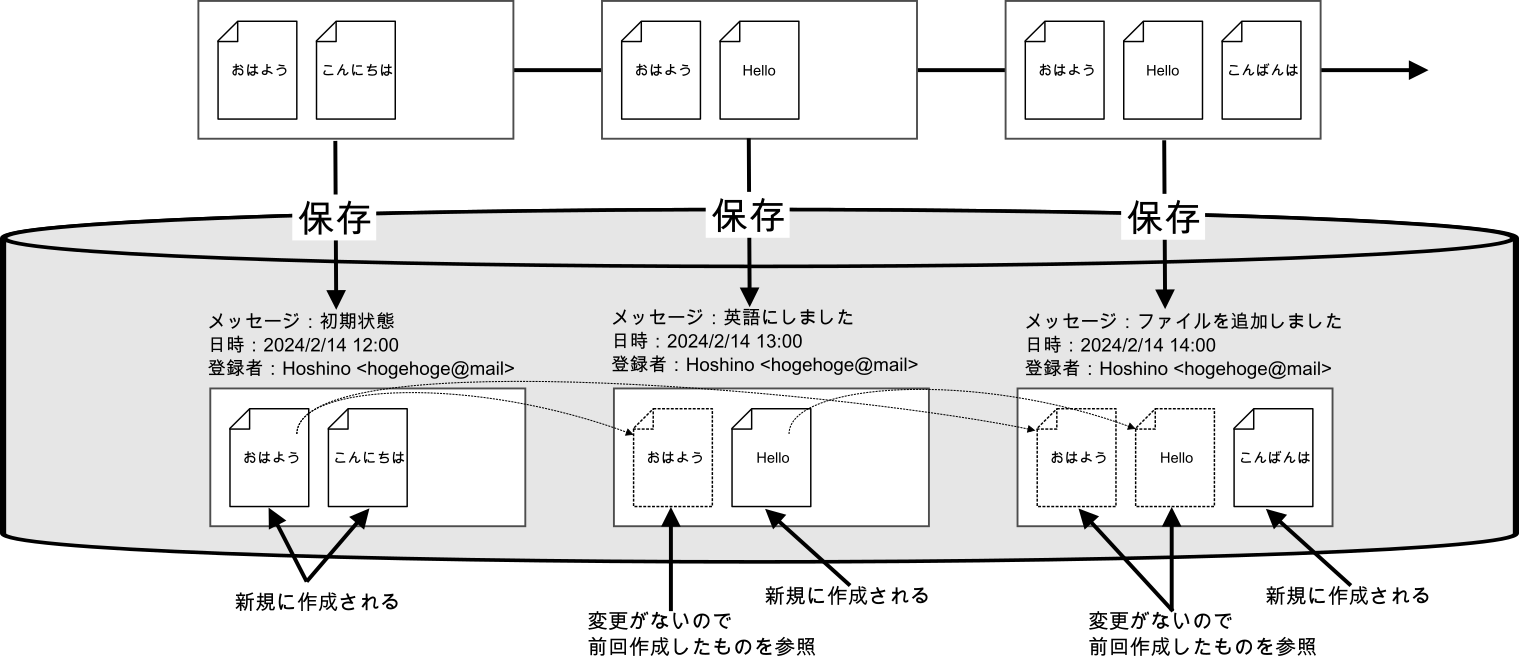 おはよう
こんにちは
おはよう
Hello
おはよう
Hello
こんばんは
保存
保存
保存
メッセージ：初期状態
日時：2024/2/14 12:00
登録者：Hoshino <hogehoge@mail>
メッセージ：英語にしました
日時：2024/2/14 13:00
登録者：Hoshino <hogehoge@mail>
メッセージ：ファイルを追加しました
日時：2024/2/14 14:00
登録者：Hoshino <hogehoge@mail>
おはよう
こんにちは
おはよう
Hello
おはよう
Hello
こんばんは
新規に作成される
変更がないので
前回作成したものを参照
新規に作成される
変更がないので
前回作成したものを参照
新規に作成される